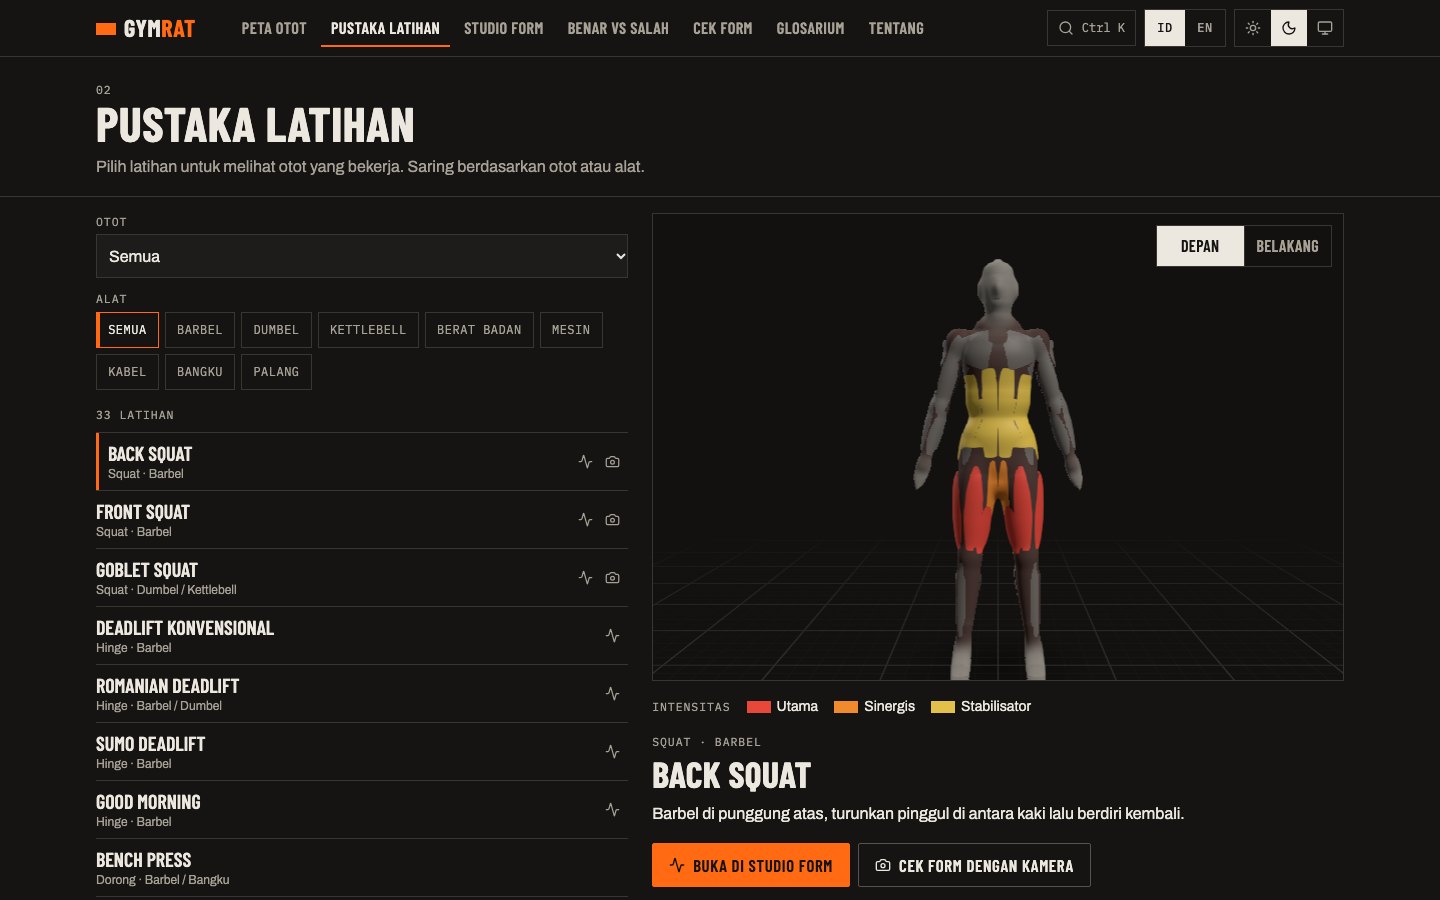 GYMRAT
PETA OTOT
PUSTAKA LATIHAN
STUDIO FORM
BENAR VS SALAH
CEK FORM
GLOSARIUM
TENTANG
Ctrl K
ID
EN
02
PUSTAKA LATIHAN
Pilih latihan untuk melihat otot yang bekerja. Saring berdasarkan otot atau alat.
OTOT
Semua
ALAT
SEMUA
BARBEL
DUMBEL
KETTLEBELL
BERAT BADAN
MESIN
KABEL
BANGKU
PALANG
33 LATIHAN
BACK SQUAT
Squat · Barbel
FRONT SQUAT
Squat · Barbel
GOBLET SQUAT
Squat · Dumbel / Kettlebell
DEADLIFT KONVENSIONAL
Hinge · Barbel
ROMANIAN DEADLIFT
Hinge · Barbel / Dumbel
SUMO DEADLIFT
Hinge · Barbel
GOOD MORNING
Hinge · Barbel
BENCH PRESS
Dorong · Barbel / Bangku
DEPAN
BELAKANG
INTENSITAS
Utama
Sinergis
Stabilisator
SQUAT · BARBEL
BACK SQUAT
Barbel di punggung atas, turunkan pinggul di antara kaki lalu berdiri kembali.
BUKA DI STUDIO FORM
CEK FORM DENGAN KAMERA